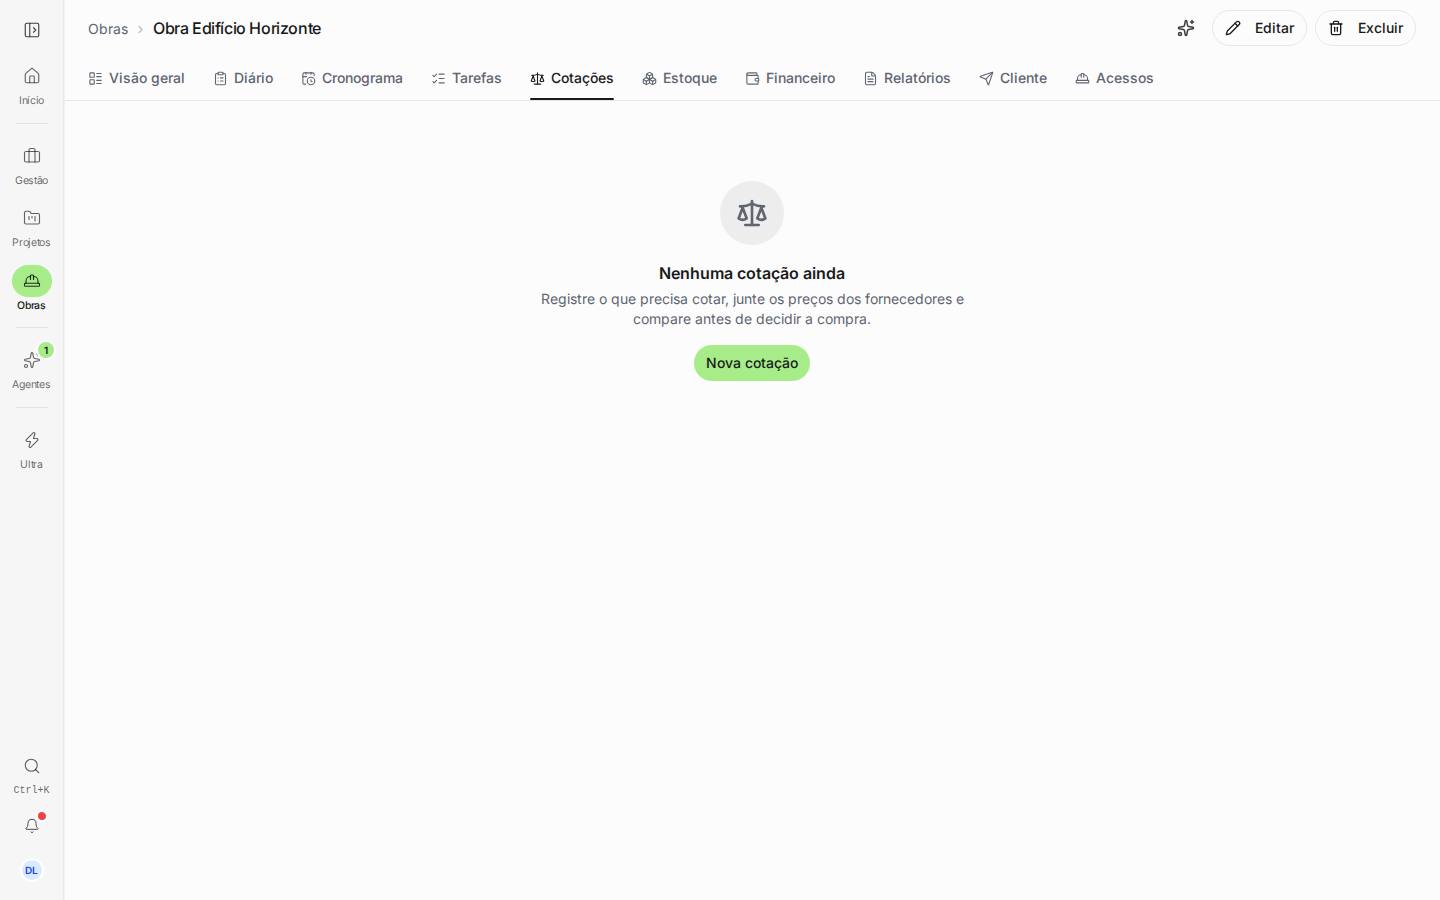 Obras
Obra Edifício Horizonte
Editar
Excluir
Visão geral
Diário
Cronograma
Tarefas
Cotações
Estoque
Financeiro
Relatórios
Cliente
Acessos
Início
Gestão
Projetos
Obras
1
Agentes
Ultra
Ctrl+K
DL
Nenhuma cotação ainda
Registre o que precisa cotar, junte os preços dos fornecedores e
compare antes de decidir a compra.
Nova cotação